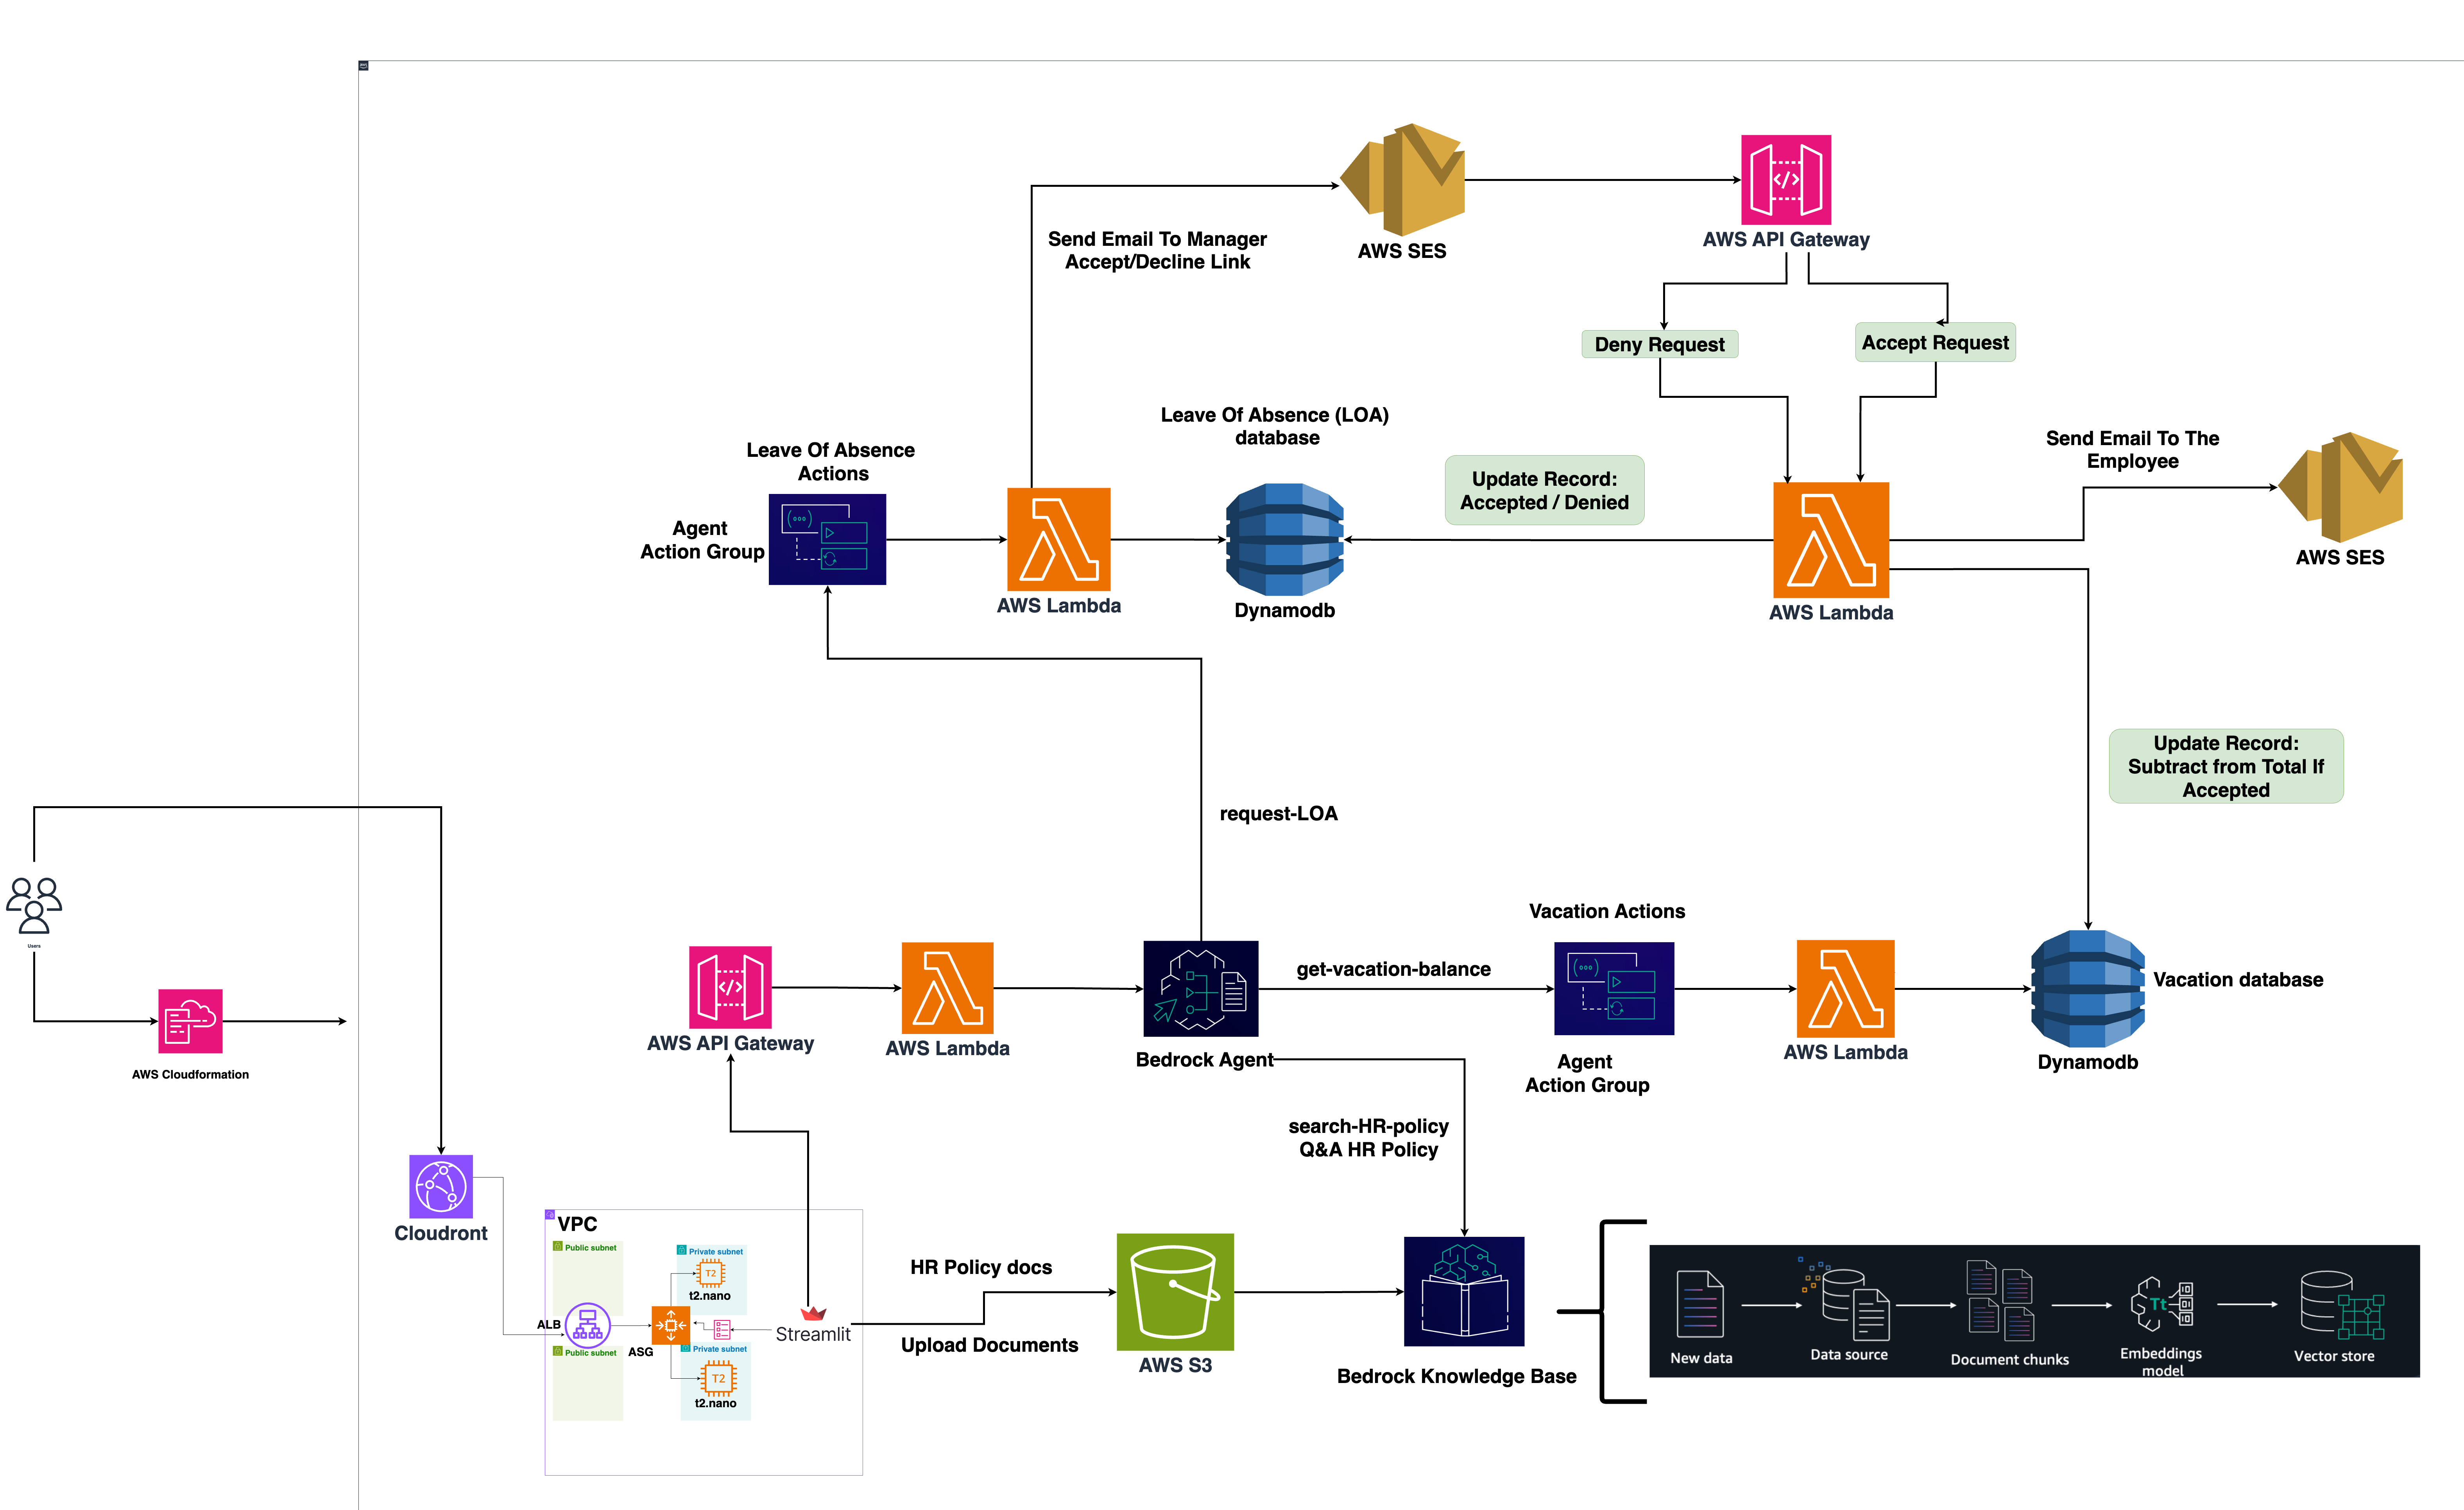 AWS SES
AWS API Gateway
Send Email To Manager
Accept/Decline Link
Deny Request
Accept Request
Leave Of Absence
Actions
Agent
Action Group
AWS Lambda
Leave Of Absence (LOA)
database
Dynamodb
Update Record:
Accepted / Denied
AWS Lambda
Send Email To The
Employee
AWS SES
Update Record:
Subtract from Total If
Accepted
request-LOA
Users
AWS Cloudformation
AWS API Gateway
AWS Lambda
Bedrock Agent
get-vacation-balance
Vacation Actions
Agent
Action Group
AWS Lambda
Vacation database
Dynamodb
search-HR-policy
Q&A HR Policy
Cloudront
VPC
Public subnet
Private subnet
T2
t2.nano
ALB
ASG
Public subnet
Private subnet
T2
t2.nano
Streamlit
HR Policy docs
Upload Documents
AWS S3
Bedrock Knowledge Base
New data
Data source
Document chunks
Tt
Embeddings
model
Vector store